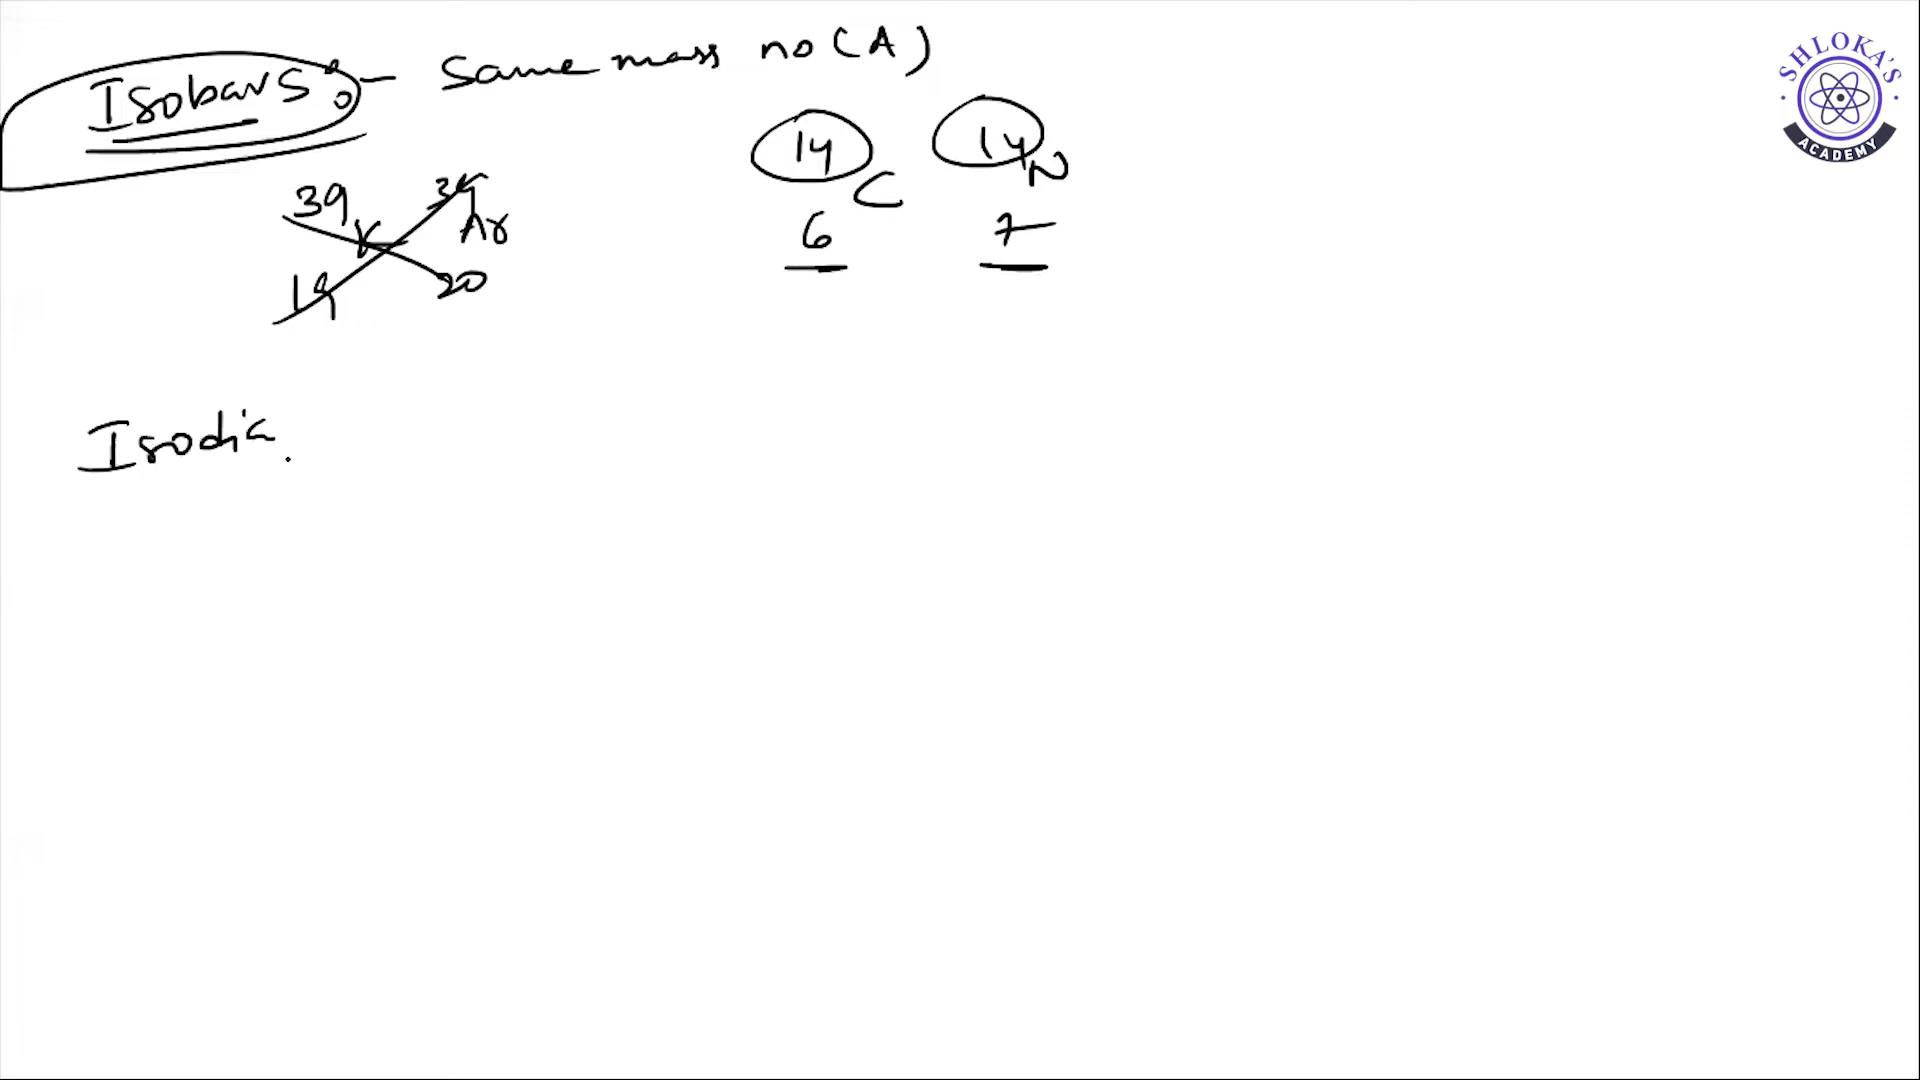 Isobars :- same mass no (A)
14 C 6 14 N 7
39 K 19 39 Ar 20
Isodia
SHLOKA'S
ACADEMY